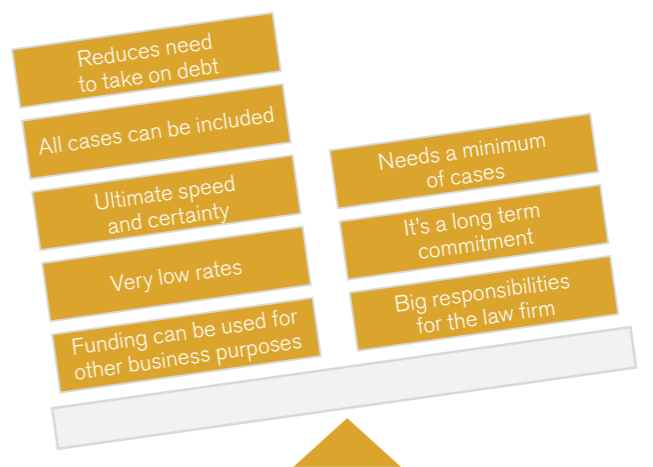 Reduces need
to take on debt
All cases can be included
Ultimate speed
and certainty
Very low rates
Funding can be used for
other business purposes
Needs a minimum
of cases
It's a long term
commitment
Big responsibilities
for the law firm